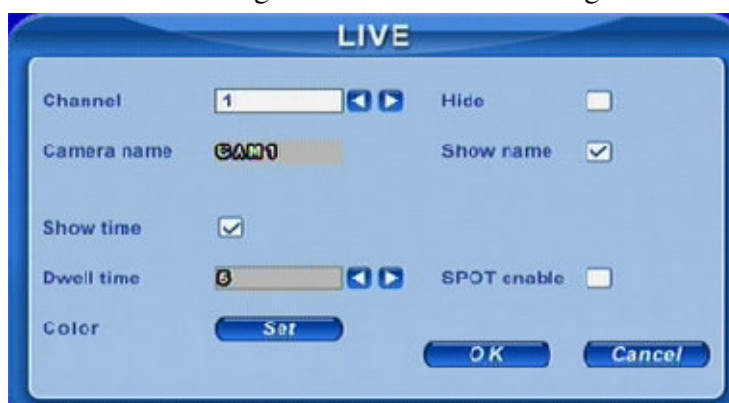 LIVE
Channel 1 Hide
Camera name CAM1 Show name
Show time
Dwell time SPOT enable
Color Set
OK Cancel